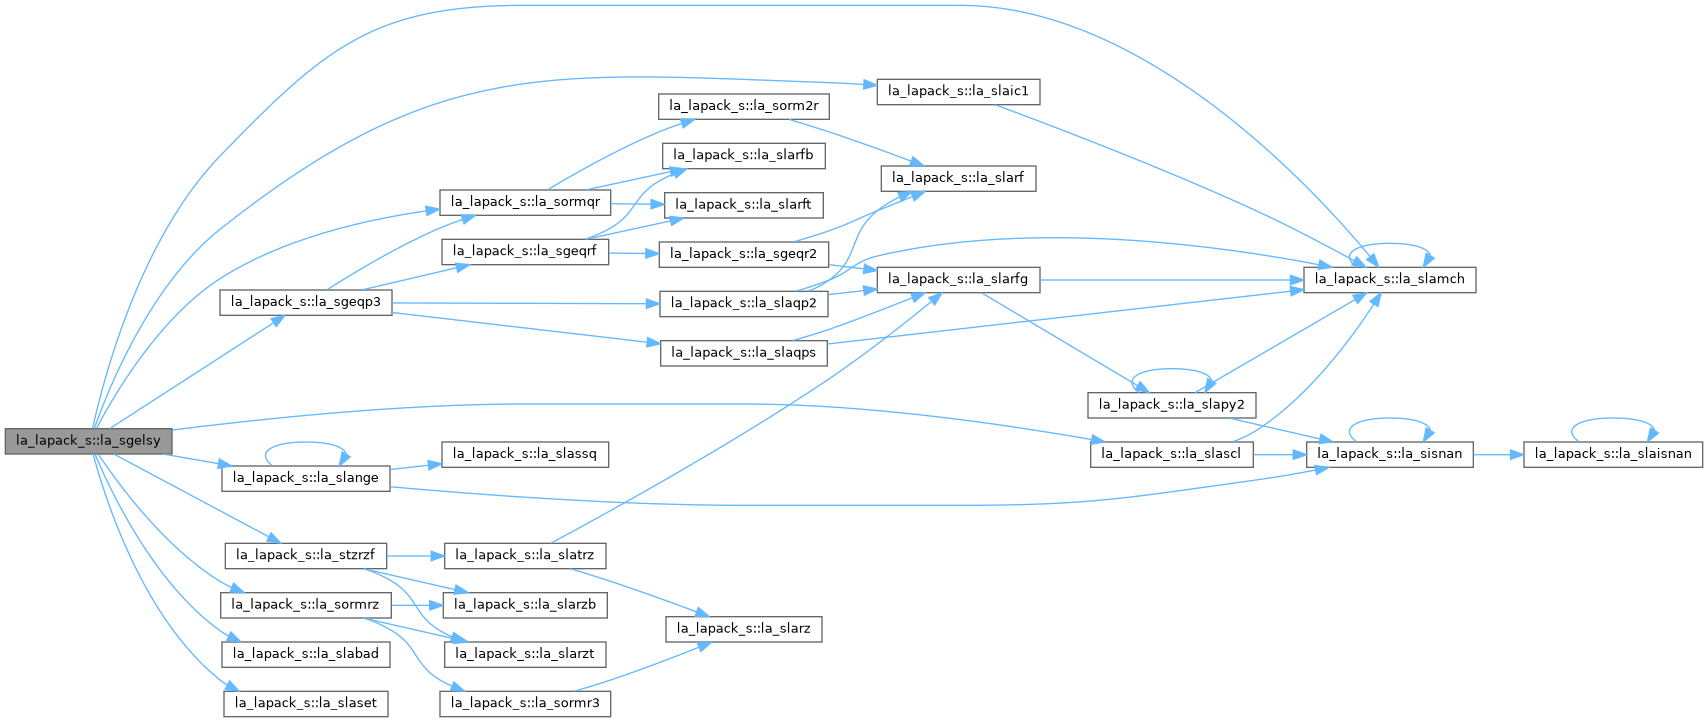 la_lapack_s::la_sgelsy
la_lapack_s::la_sgeqp3
la_lapack_s::la_slange
la_lapack_s::la_stzrzf
la_lapack_s::la_sormrz
la_lapack_s::la_slabad
la_lapack_s::la_slaset
la_lapack_s::la_sormqr
la_lapack_s::la_sgeqrf
la_lapack_s::la_slassq
la_lapack_s::la_slatrz
la_lapack_s::la_slarzb
la_lapack_s::la_slarzt
la_lapack_s::la_sormr3
la_lapack_s::la_sorm2r
la_lapack_s::la_slarfb
la_lapack_s::la_slarft
la_lapack_s::la_sgeqr2
la_lapack_s::la_slaqp2
la_lapack_s::la_slaqps
la_lapack_s::la_slarz
la_lapack_s::la_slaic1
la_lapack_s::la_slarf
la_lapack_s::la_slarfg
la_lapack_s::la_slapy2
la_lapack_s::la_slascl
la_lapack_s::la_slamch
la_lapack_s::la_sisnan
la_lapack_s::la_slaisnan